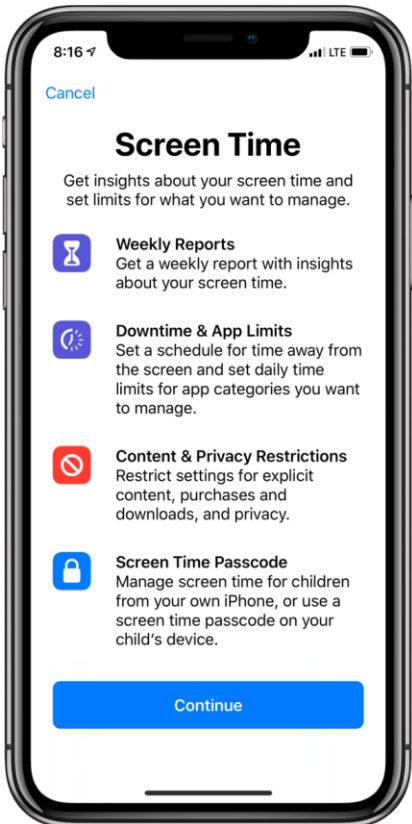 8:16 LTE
Cancel
Screen Time
Get insights about your screen time and
set limits for what you want to manage.
Weekly Reports
Get a weekly report with insights
about your screen time.
Downtime & App Limits
Set a schedule for time away from
the screen and set daily time
limits for app categories you want
to manage.
Content & Privacy Restrictions
Restrict settings for explicit
content, purchases and
downloads, and privacy.
Screen Time Passcode
Manage screen time for children
from your own iPhone, or use a
screen time passcode on your
child's device.
Continue